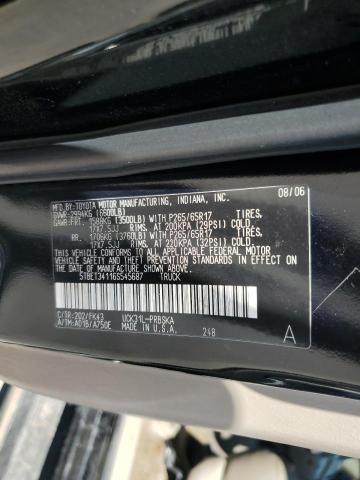 MFD. BY:TOYOTA MOTOR MANUFACTURING, INDIANA, INC. 08/06
GVWR:2994KG (6600LB)
GAWR:FRT. 1588KG (3500LB) WITH P265/65R17 TIRES,
17X7.5JJ RIMS, AT 200KPA (29PSI) COLD
RR. 1706KG (3760LB) WITH P265/65R17 TIRES,
17X7.5JJ RIMS, AT 220KPA (32PSI) COLD
THIS VEHICLE CONFORMS TO ALL APPLICABLE FEDERAL
MOTOR VEHICLE SAFETY AND THEFT PREVENTION STANDARDS IN
EFFECT ON THE DATE OF MANUFACTURE SHOWN ABOVE.
5TBET34116S545687 TRUCK
C/TR:202/FK43 UCK31L-PRBSKA
A/TM:A01B/A750E MADE IN U.S.A. 248 A